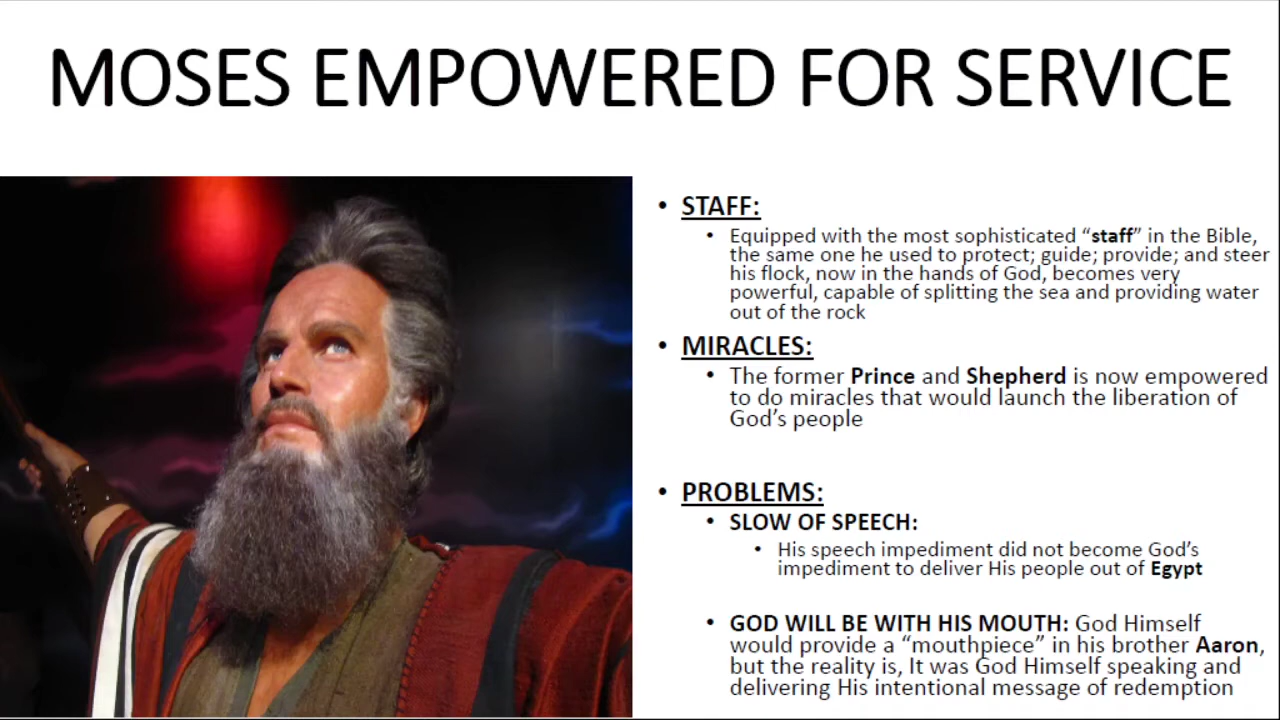 MOSES EMPOWERED FOR SERVICE
• STAFF:
• Equipped with the most sophisticated “staff” in the Bible,
the same one he used to protect; guide; provide; and steer
his flock, now in the hands of God, becomes very
powerful, capable of splitting the sea and providing water
out of the rock
• MIRACLES:
• The former Prince and Shepherd is now empowered
to do miracles that would launch the liberation of
God’s people
• PROBLEMS:
• SLOW OF SPEECH:
• His speech impediment did not become God’s
impediment to deliver His people out of Egypt
• GOD WILL BE WITH HIS MOUTH: God Himself
would provide a “mouthpiece” in his brother Aaron,
but the reality is, It was God Himself speaking and
delivering His intentional message of redemption